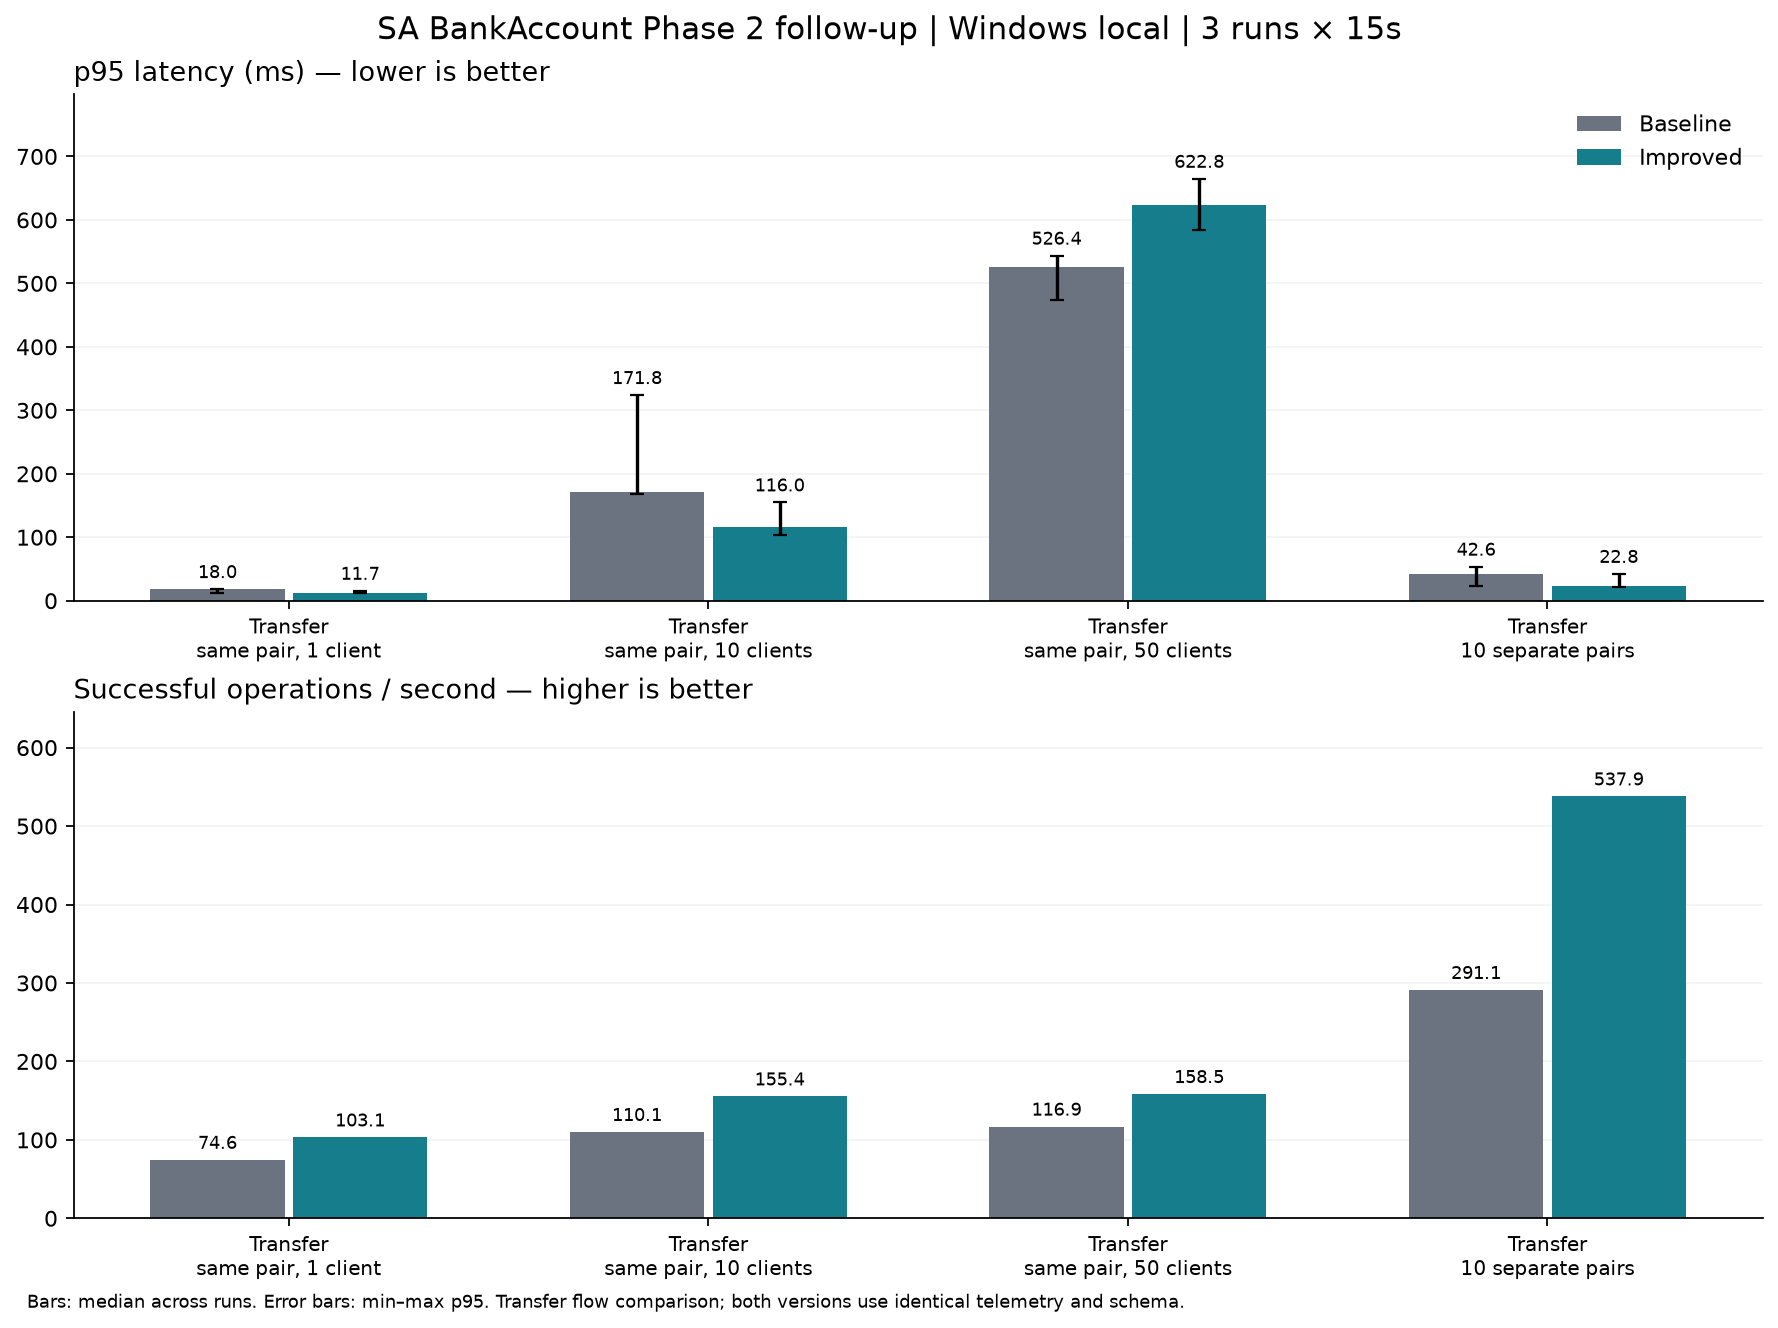 SA BankAccount Phase 2 follow-up | Windows local | 3 runs × 15s
p95 latency (ms) — lower is better
Baseline
Improved
700
600
500
400
300
200
100
0
18.0
11.7
171.8
116.0
526.4
622.8
42.6
22.8
Transfer
same pair, 1 client
Transfer
same pair, 10 clients
Transfer
same pair, 50 clients
Transfer
10 separate pairs
Successful operations / second — higher is better
600
500
400
300
200
100
0
74.6
103.1
110.1
155.4
116.9
158.5
291.1
537.9
Transfer
same pair, 1 client
Transfer
same pair, 10 clients
Transfer
same pair, 50 clients
Transfer
10 separate pairs
Bars: median across runs. Error bars: min–max p95. Transfer flow comparison; both versions use identical telemetry and schema.